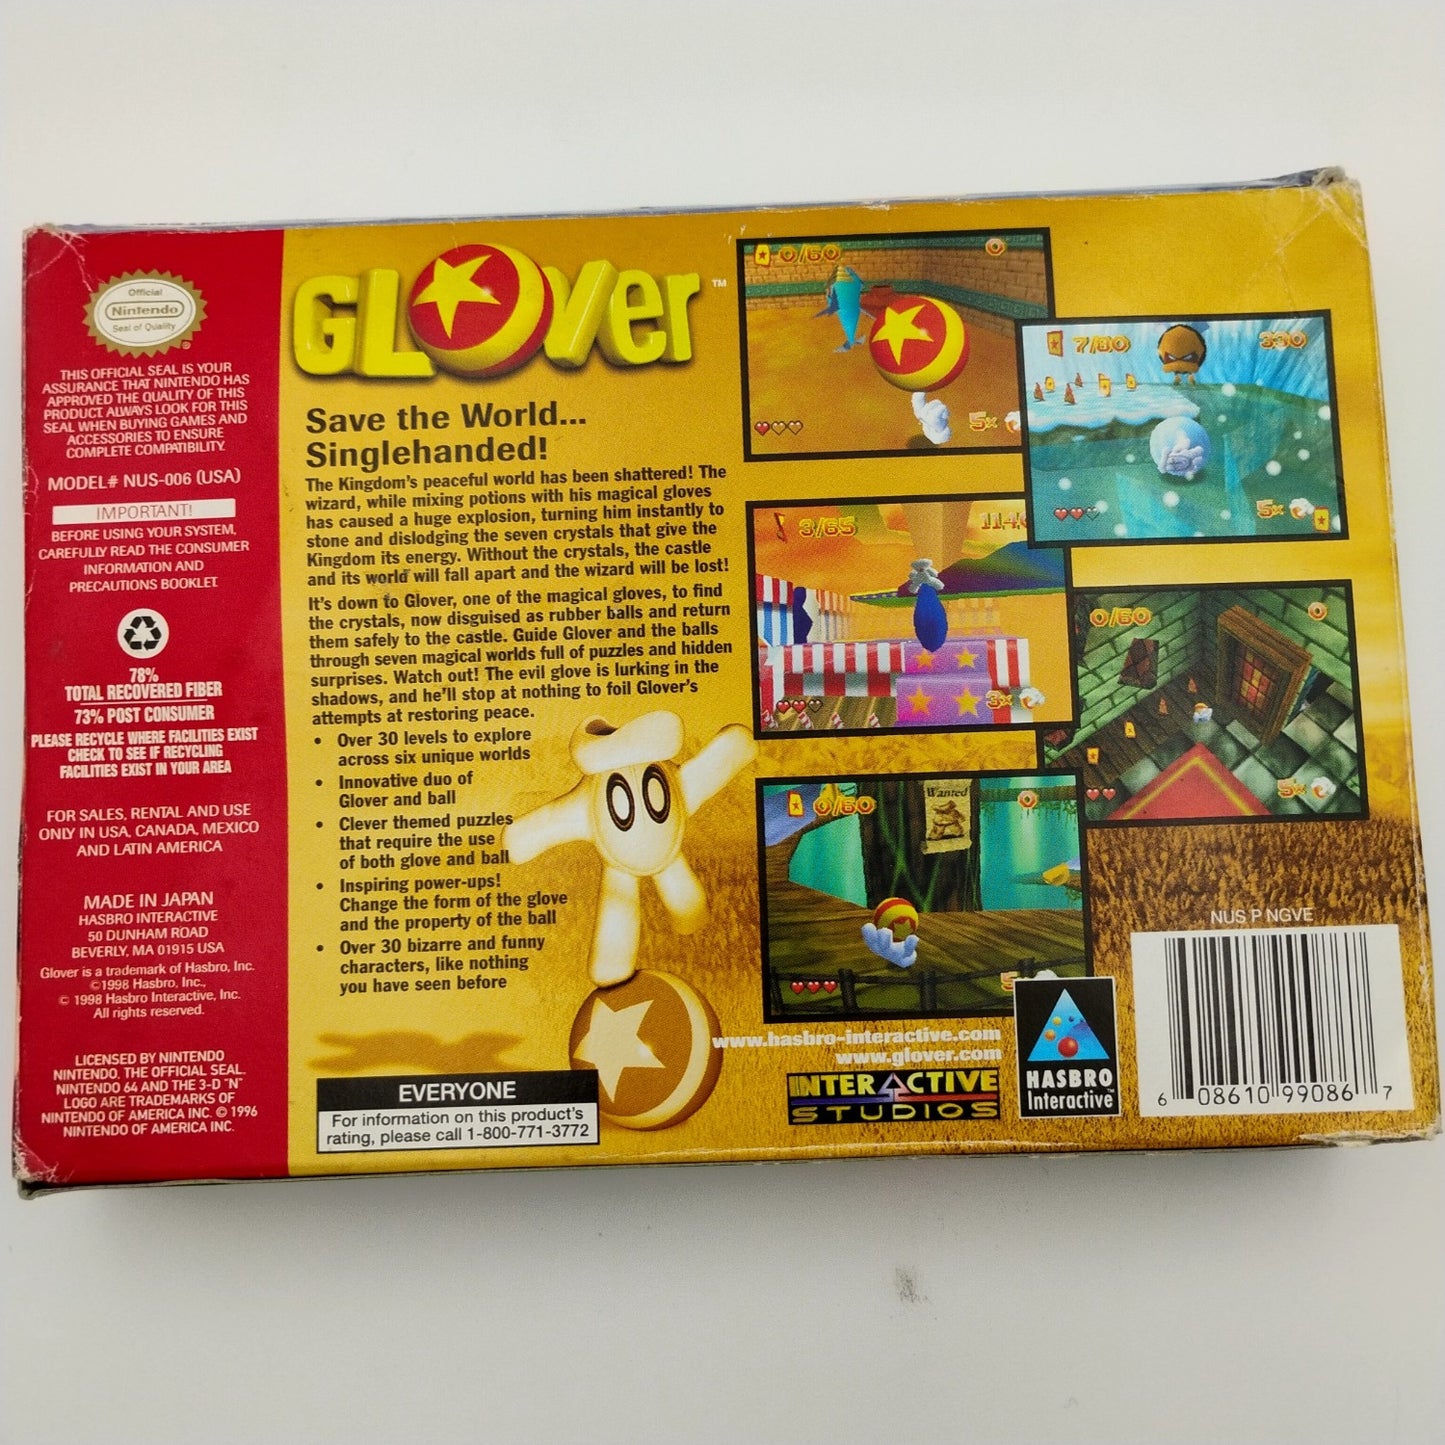 Official
Nintendo
Seal of Quality
THIS OFFICIAL SEAL IS YOUR
ASSURANCE THAT NINTENDO HAS
APPROVED THE QUALITY OF THIS
PRODUCT. ALWAYS LOOK FOR THIS
SEAL WHEN BUYING GAMES AND
ACCESSORIES TO ENSURE
COMPLETE COMPATIBILITY.
MODEL# NUS-006 (USA)
IMPORTANT!
BEFORE USING YOUR SYSTEM,
CAREFULLY READ THE CONSUMER
INFORMATION AND
PRECAUTIONS BOOKLET.
78%
TOTAL RECOVERED FIBER
73% POST CONSUMER
PLEASE RECYCLE WHERE FACILITIES EXIST
CHECK TO SEE IF RECYCLING
FACILITIES EXIST IN YOUR AREA
FOR SALES, RENTAL AND USE
ONLY IN USA, CANADA, MEXICO
AND LATIN AMERICA
MADE IN JAPAN
HASBRO INTERACTIVE
50 DUNHAM ROAD
BEVERLY, MA 01915 USA
Glover is a trademark of Hasbro, Inc.
©1998 Hasbro, Inc.,
© 1998 Hasbro Interactive, Inc.
All rights reserved.
LICENSED BY NINTENDO
NINTENDO, THE OFFICIAL SEAL.
NINTENDO 64 AND THE 3-D "N"
LOGO ARE TRADEMARKS OF
NINTENDO OF AMERICA INC. © 1996
NINTENDO OF AMERICA INC.
GLOVer™
Save the World...
Singlehanded!
The Kingdom's peaceful world has been shattered! The
wizard, while mixing potions with his magical gloves
has caused a huge explosion, turning him instantly to
stone and dislodging the seven crystals that give the
Kingdom its energy. Without the crystals, the castle
and its world will fall apart and the wizard will be lost!
It's down to Glover, one of the magical gloves, to find
the crystals, now disguised as rubber balls and return
them safely to the castle. Guide Glover and the balls
through seven magical worlds full of puzzles and hidden
surprises. Watch out! The evil glove is lurking in the
shadows, and he'll stop at nothing to foil Glover's
attempts at restoring peace.
• Over 30 levels to explore
across six unique worlds
• Innovative duo of
Glover and ball
• Clever themed puzzles
that require the use
of both glove and ball
• Inspiring power-ups!
Change the form of the glove
and the property of the ball
• Over 30 bizarre and funny
characters, like nothing
you have seen before
EVERYONE
For information on this product's
rating, please call 1-800-771-3772
0/60
5x
7/80
330
5x
3/65
3x
0/60
5x
0/60
Wanted
5
www.hasbro-interactive.com
www.glover.com
INTERACTIVE
STUDIOS
HASBRO
Interactive™
NUS P NGVE
6 08610 99086 7